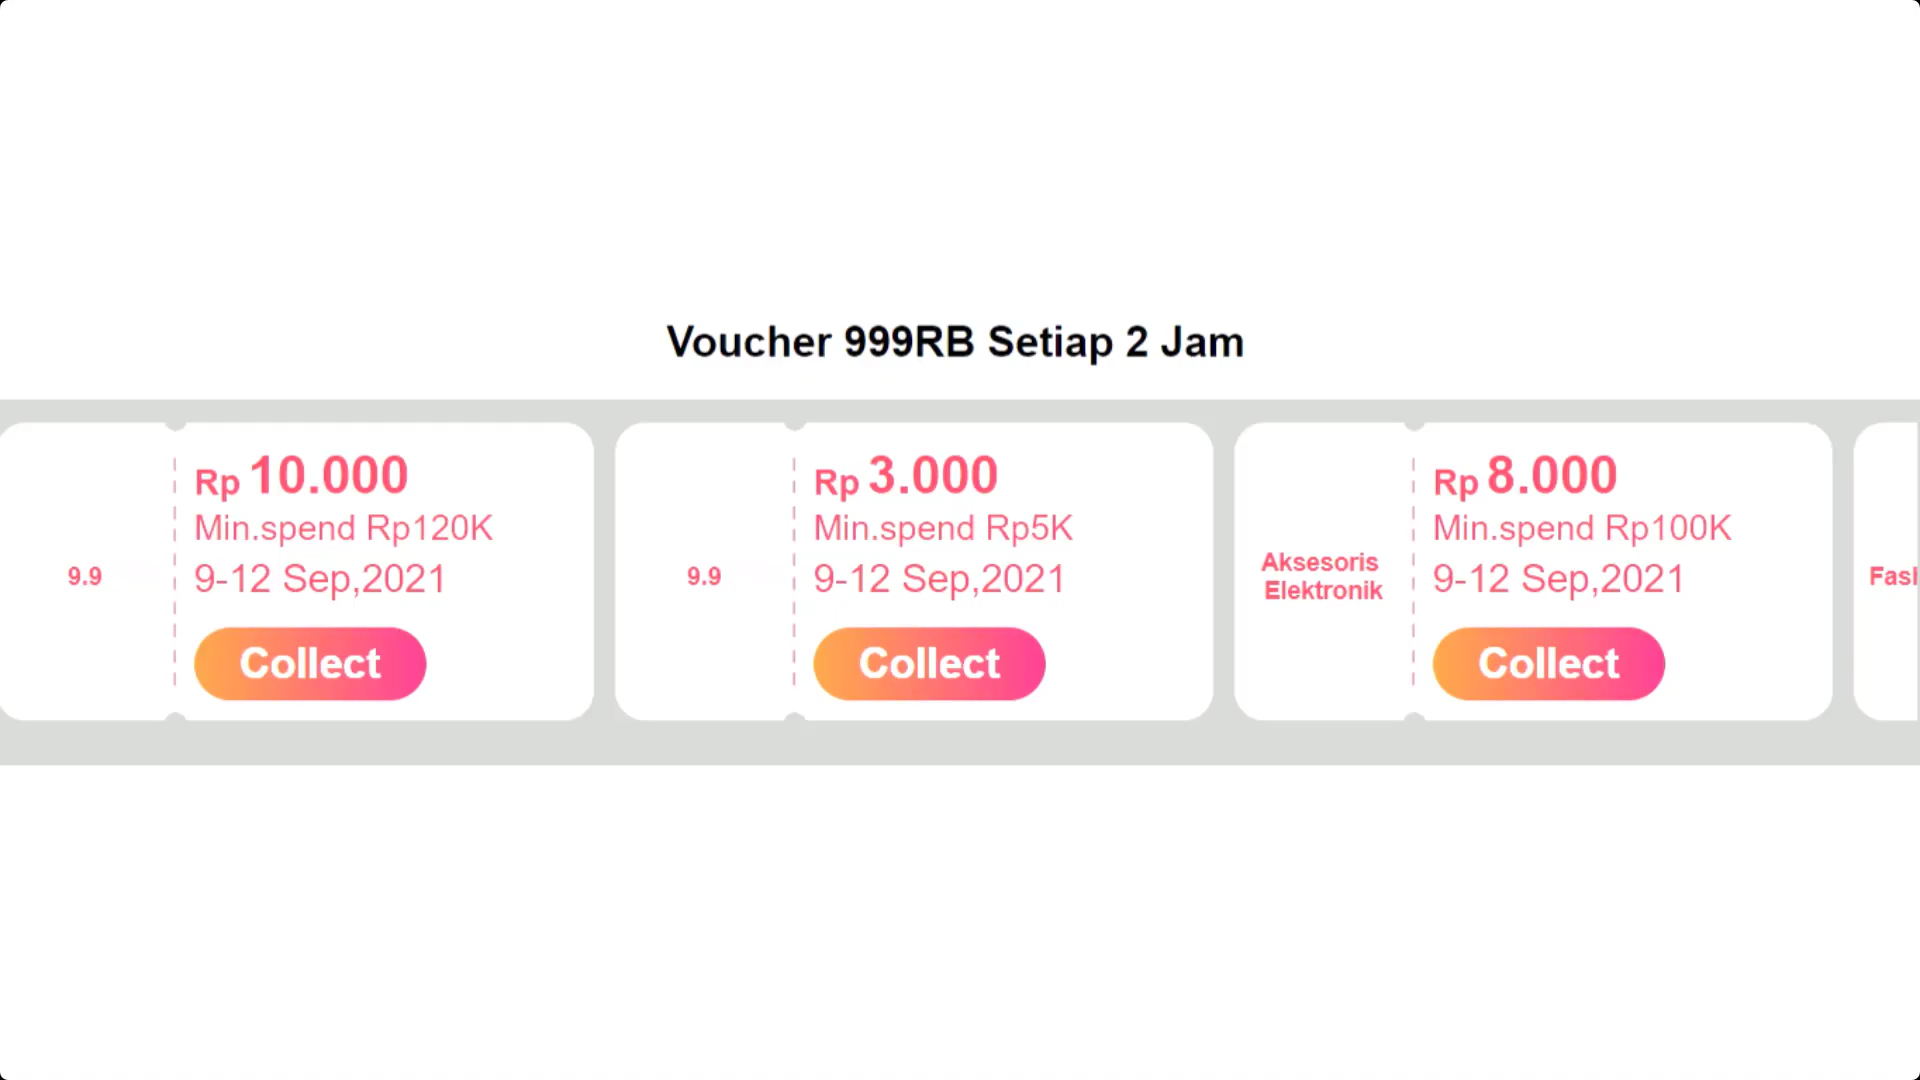 Voucher 999RB Setiap 2 Jam
9.9
Rp 10.000
Min.spend Rp120K
9-12 Sep,2021
Collect
9.9
Rp 3.000
Min.spend Rp5K
9-12 Sep,2021
Collect
Aksesoris
Elektronik
Rp 8.000
Min.spend Rp100K
9-12 Sep,2021
Collect